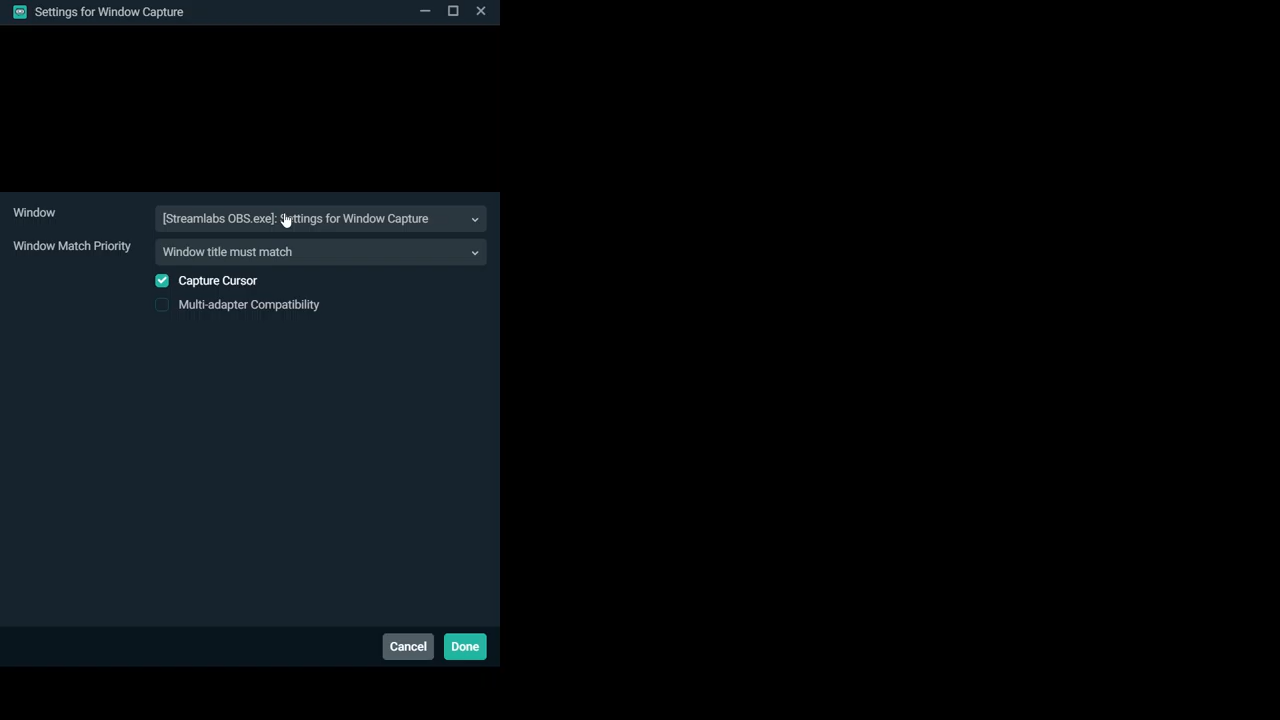 Settings for Window Capture
Window
[Streamlabs OBS.exe]: Settings for Window Capture
Window Match Priority
Window title must match
Capture Cursor
Multi-adapter Compatibility
Cancel
Done